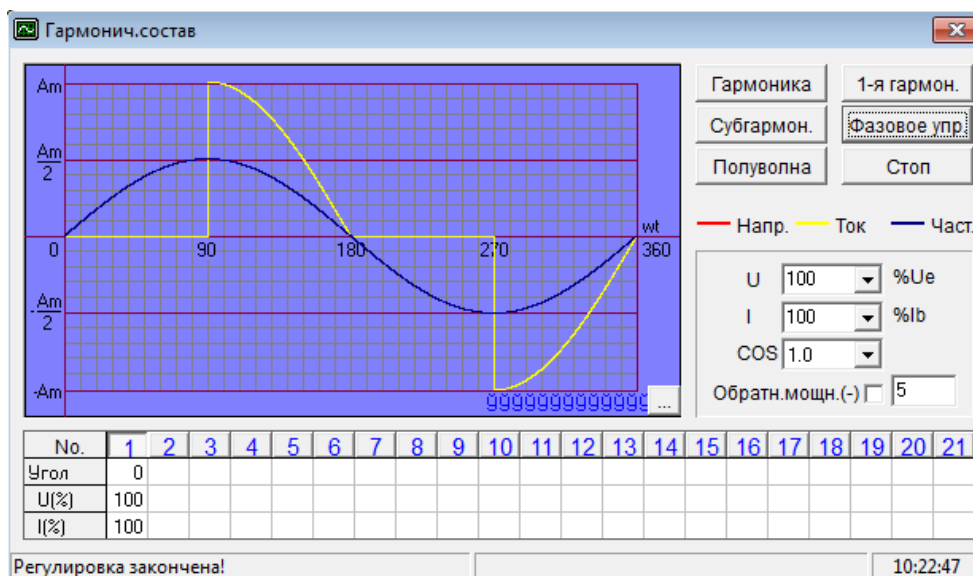 Гармонич.состав
Am
Am
2
0 90 180 270 wt 360
-Am
2
-Am
ggggggggggggg ...
Гармоника 1-я гармон.
Субгармон. Фазовое упр.
Полуволна Стоп
Напр. Ток Част.
U 100 %Ue
I 100 %Ib
COS 1.0
Обратн.мощн.(-) 5
No. 1 2 3 4 5 6 7 8 9 10 11 12 13 14 15 16 17 18 19 20 21
Угол 0
U(%) 100
I(%) 100
Регулировка закончена! 10:22:47